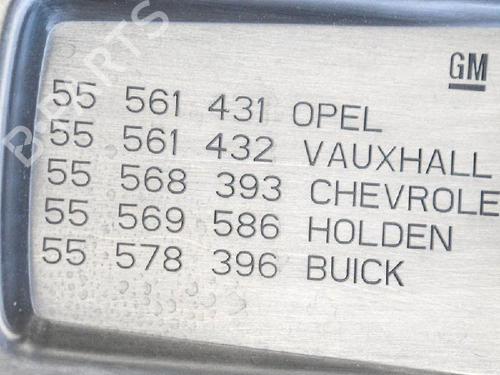 GM
55 561 431 OPEL
55 561 432 VAUXHALL
55 568 393 CHEVROLE
55 569 586 HOLDEN
55 578 396 BUICK